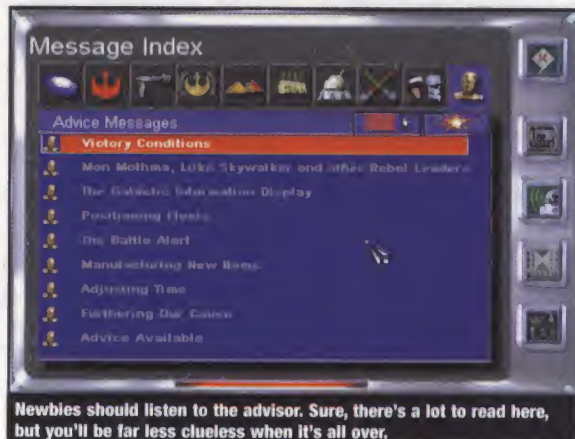 Message Index
Advice Messages
Victory Conditions
Mon Mothma, Luke Skywalker and other Rebel Leaders
The Galactic Information Display
Positioning Fleets
The Battle Alert
Manufacturing New Items
Adjusting Time
Furthering Our Cause
Advice Available
Newbies should listen to the advisor. Sure, there's a lot to read here,
but you'll be far less clueless when it's all over.